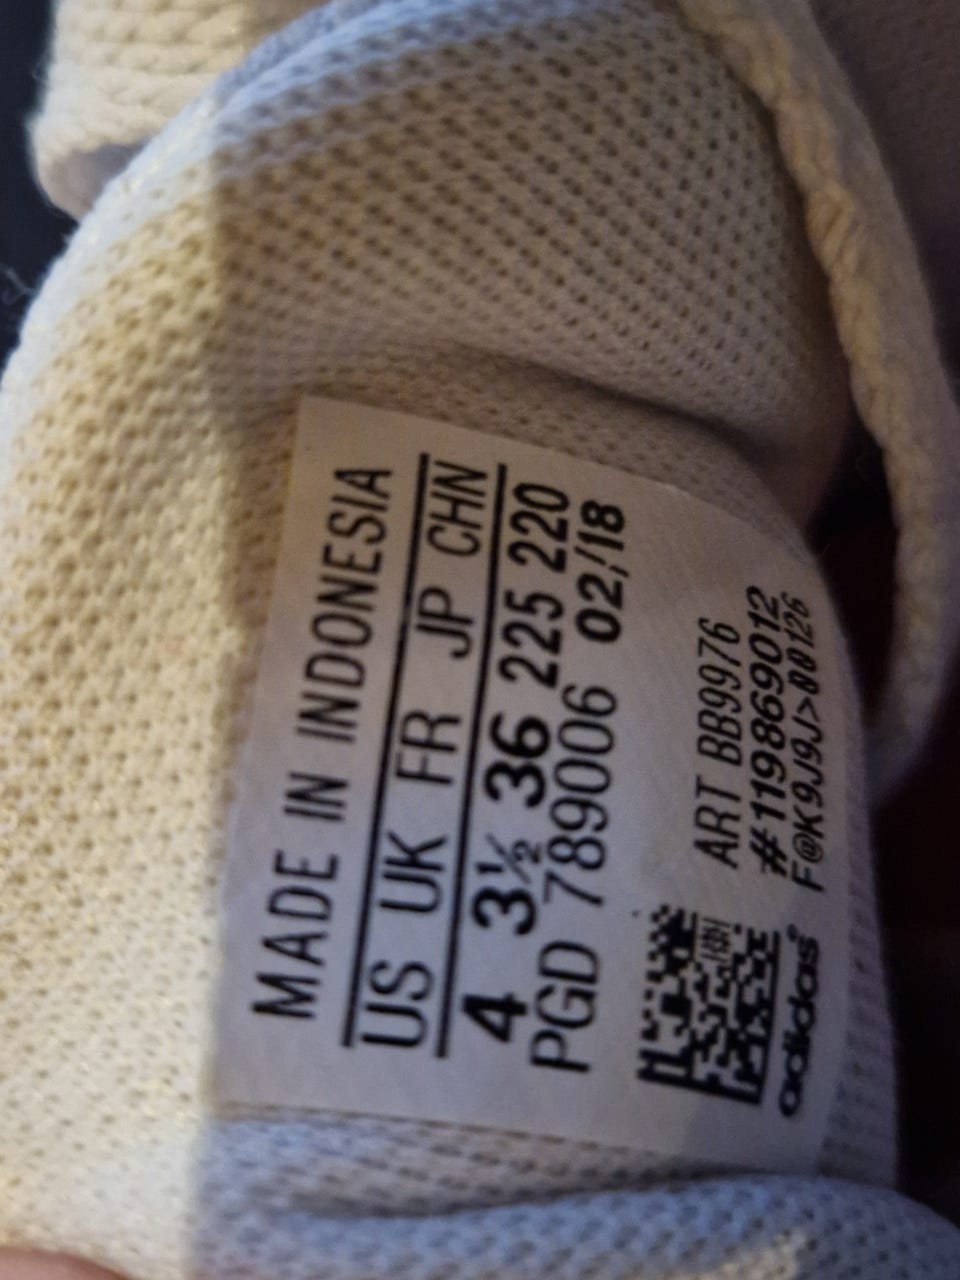 MADE IN INDONESIA
US UK FR JP CHN
4 3½ 36 225 220
PGD 789006 02/18
ART BB9976
#119869012
F@K9J9J>00126
adidas